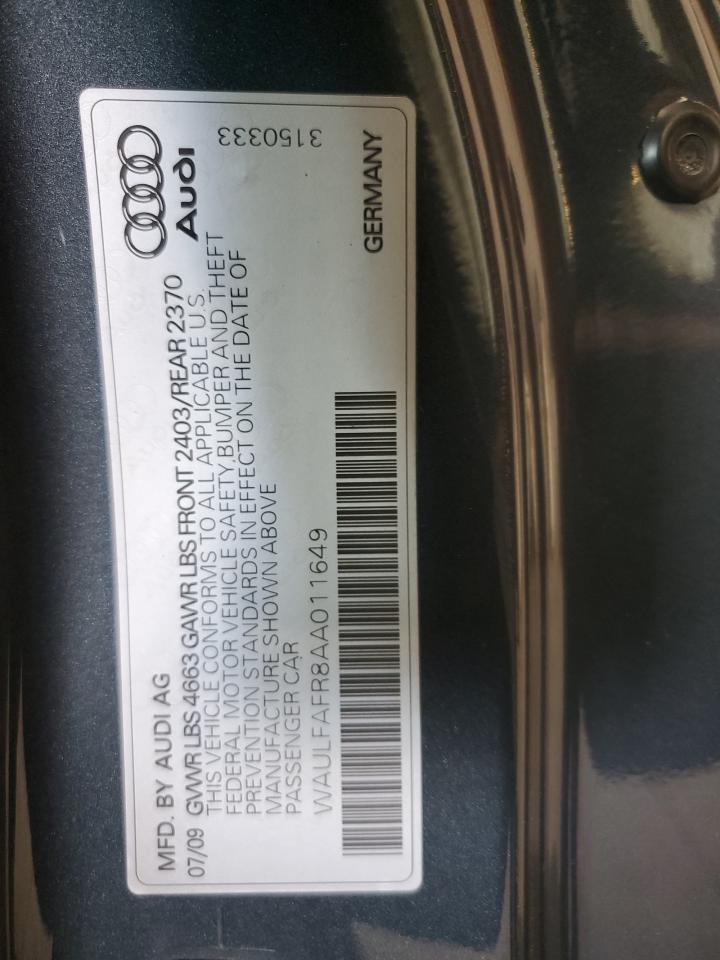 MFD. BY AUDI AG
07/09 GVWR LBS 4663 GAWR LBS FRONT 2403/REAR 2370
THIS VEHICLE CONFORMS TO ALL APPLICABLE U.S.
FEDERAL MOTOR VEHICLE SAFETY,BUMPER AND THEFT
PREVENTION STANDARDS IN EFFECT ON THE DATE OF
MANUFACTURE SHOWN ABOVE
PASSENGER CAR
WAULFAFR8AA011649
Audi
3150333
GERMANY